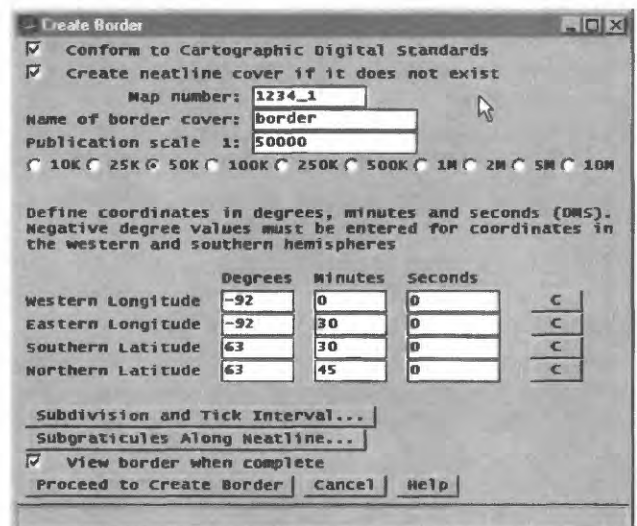 Create Border
Conform to Cartographic Digital Standards
Create neatline cover if it does not exist
Map number: 1234_1
Name of border cover: border
Publication scale 1: 50000
10K 25K 50K 100K 250K 500K 1M 2M 5M 10M
Define coordinates in degrees, minutes and seconds (DMS).
Negative degree values must be entered for coordinates in
the western and southern hemispheres
Degrees Minutes Seconds
Western Longitude -92 0 0 C
Eastern Longitude -92 30 0 C
Southern Latitude 63 30 0 C
Northern Latitude 63 45 0 C
Subdivision and Tick Interval...
Subgraticules Along Neatline...
View border when complete
Proceed to Create Border Cancel Help